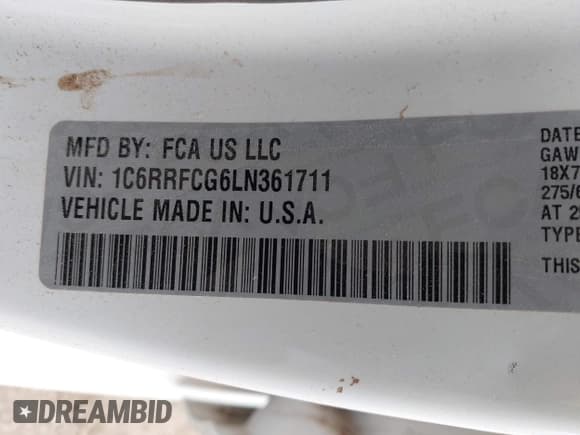 MFD BY: FCA US LLC
VIN: 1C6RRFCG6LN361711
VEHICLE MADE IN: U.S.A.
DATE
GAW
18X7
275/6
AT 2
TYPE
THIS
DREAMBID